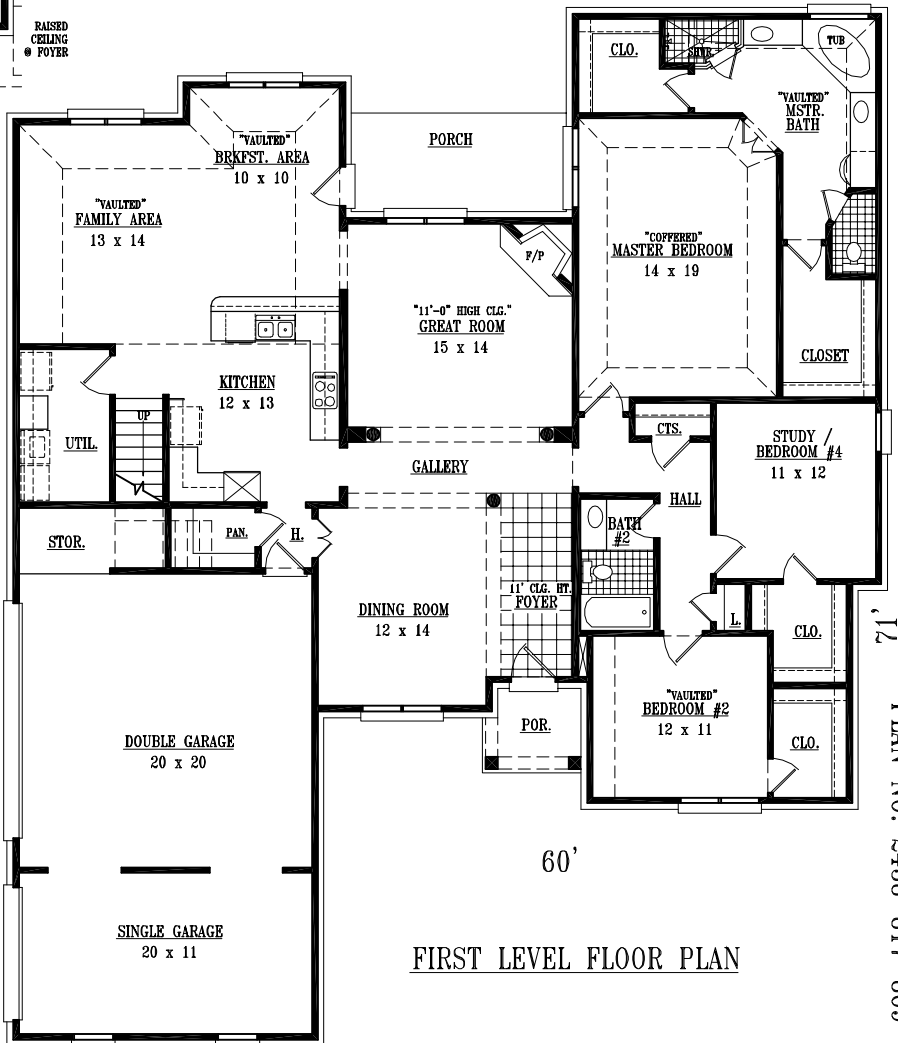 RAISED
CEILING
@ FOYER
CLO.
SHWR.
TUB
"VAULTED"
MSTR.
BATH
"VAULTED"
BRKFST. AREA
10 x 10
PORCH
"VAULTED"
FAMILY AREA
13 x 14
F/P
"COFFERED"
MASTER BEDROOM
14 x 19
"11'-0" HIGH CLG."
GREAT ROOM
15 x 14
CLOSET
KITCHEN
12 x 13
UP
UTIL.
CTS.
STUDY /
BEDROOM #4
11 x 12
GALLERY
HALL
STOR.
PAN.
H.
BATH
#2
11' CLG. HT.
FOYER
DINING ROOM
12 x 14
L.
CLO.
71'
"VAULTED"
BEDROOM #2
12 x 11
POR.
CLO.
DOUBLE GARAGE
20 x 20
60'
SINGLE GARAGE
20 x 11
FIRST LEVEL FLOOR PLAN